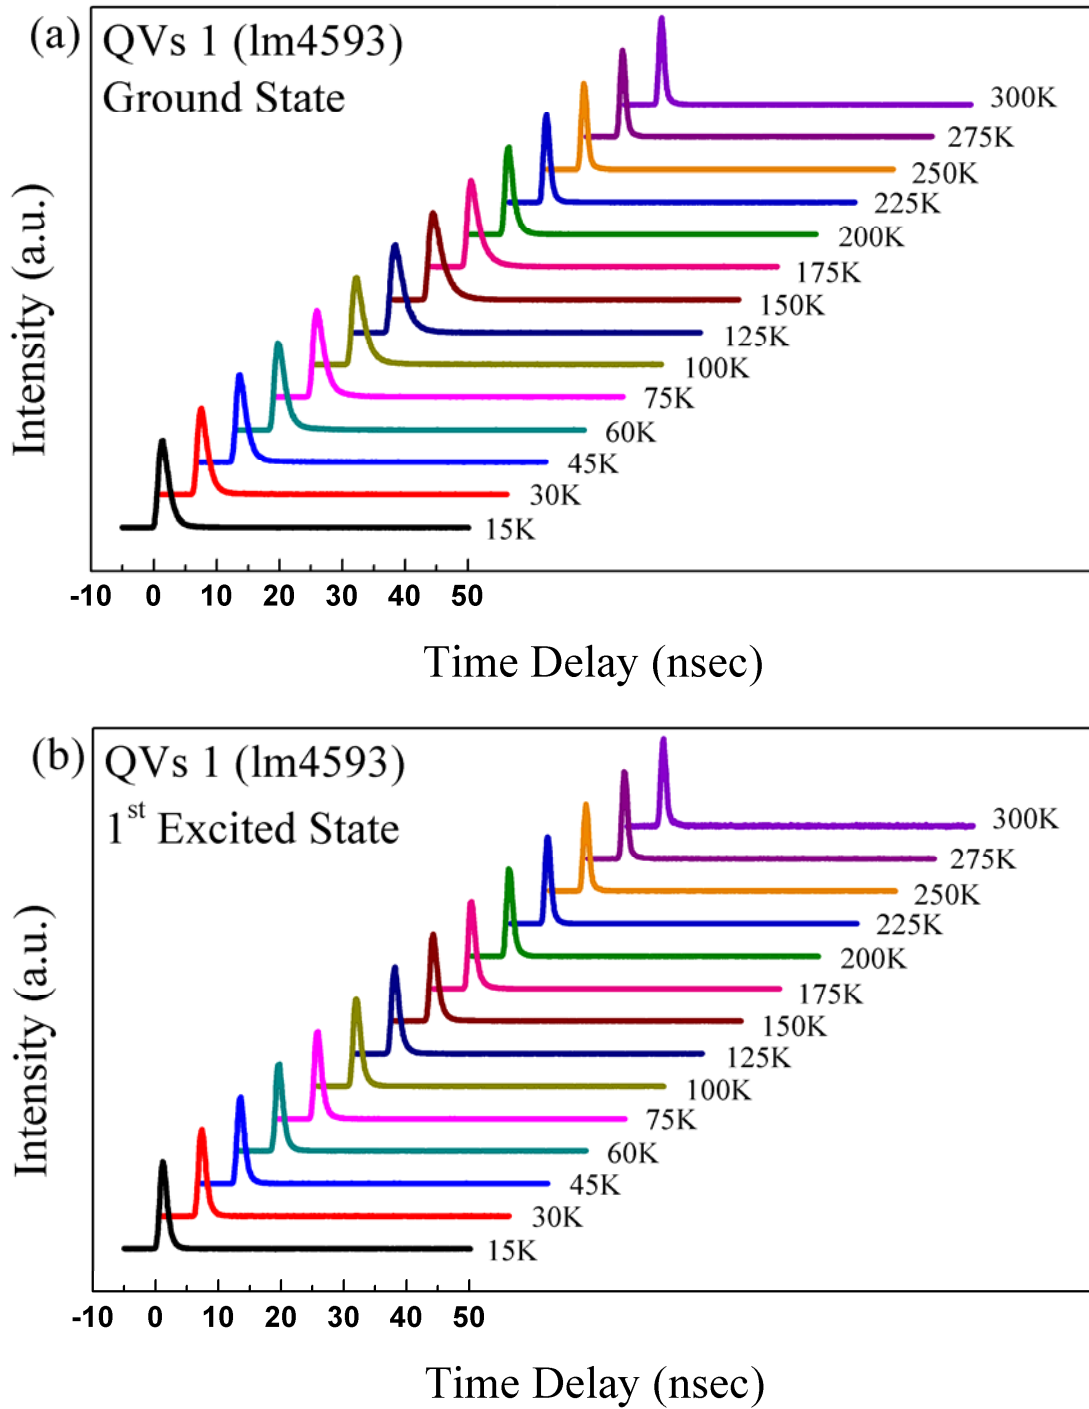 (a)
QVs 1 (lm4593)
Ground State
Intensity (a.u.)
300K
275K
250K
225K
200K
175K
150K
125K
100K
75K
60K
45K
30K
15K
-10 0 10 20 30 40 50
Time Delay (nsec)
(b)
QVs 1 (lm4593)
1st Excited State
Intensity (a.u.)
300K
275K
250K
225K
200K
175K
150K
125K
100K
75K
60K
45K
30K
15K
-10 0 10 20 30 40 50
Time Delay (nsec)